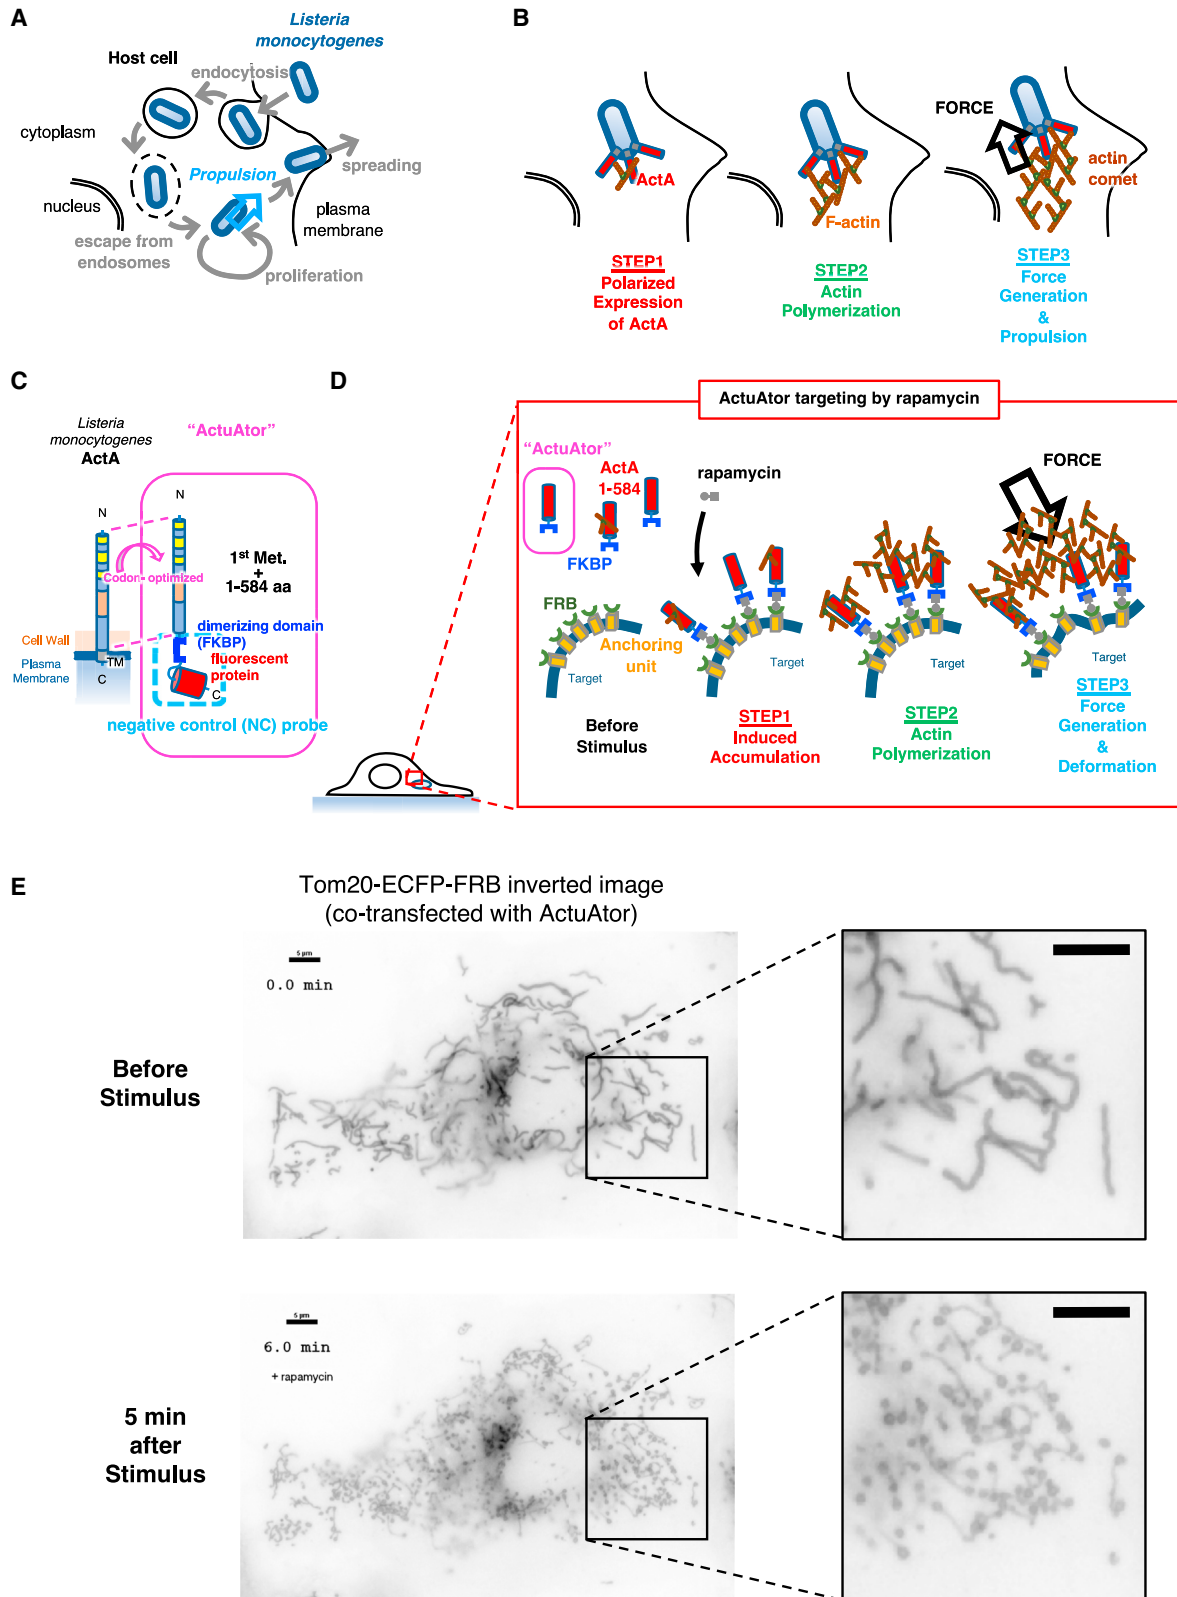 A
Listeria
monocytogenes
Host cell
endocytosis
cytoplasm
Propulsion
spreading
nucleus
plasma
membrane
escape from
endosomes
proliferation
B
ActA
F-actin
FORCE
actin
comet
STEP1
Polarized
Expression
of ActA
STEP2
Actin
Polymerization
STEP3
Force
Generation
&
Propulsion
C
Listeria
monocytogenes
ActA
"ActuAtor"
N
N
Codon-optimized
1st Met.
+
1-584 aa
Cell Wall
Plasma
Membrane
TM
C
dimerizing domain
(FKBP)
fluorescent
protein
C
negative control (NC) probe
D
ActuAtor targeting by rapamycin
"ActuAtor"
ActA
1-584
FKBP
rapamycin
FORCE
FRB
Anchoring
unit
Target
Target
Target
Target
Before
Stimulus
STEP1
Induced
Accumulation
STEP2
Actin
Polymerization
STEP3
Force
Generation
&
Deformation
E
Tom20-ECFP-FRB inverted image
(co-transfected with ActuAtor)
Before
Stimulus
5 μm
0.0 min
5 min
after
Stimulus
5 μm
6.0 min
+ rapamycin